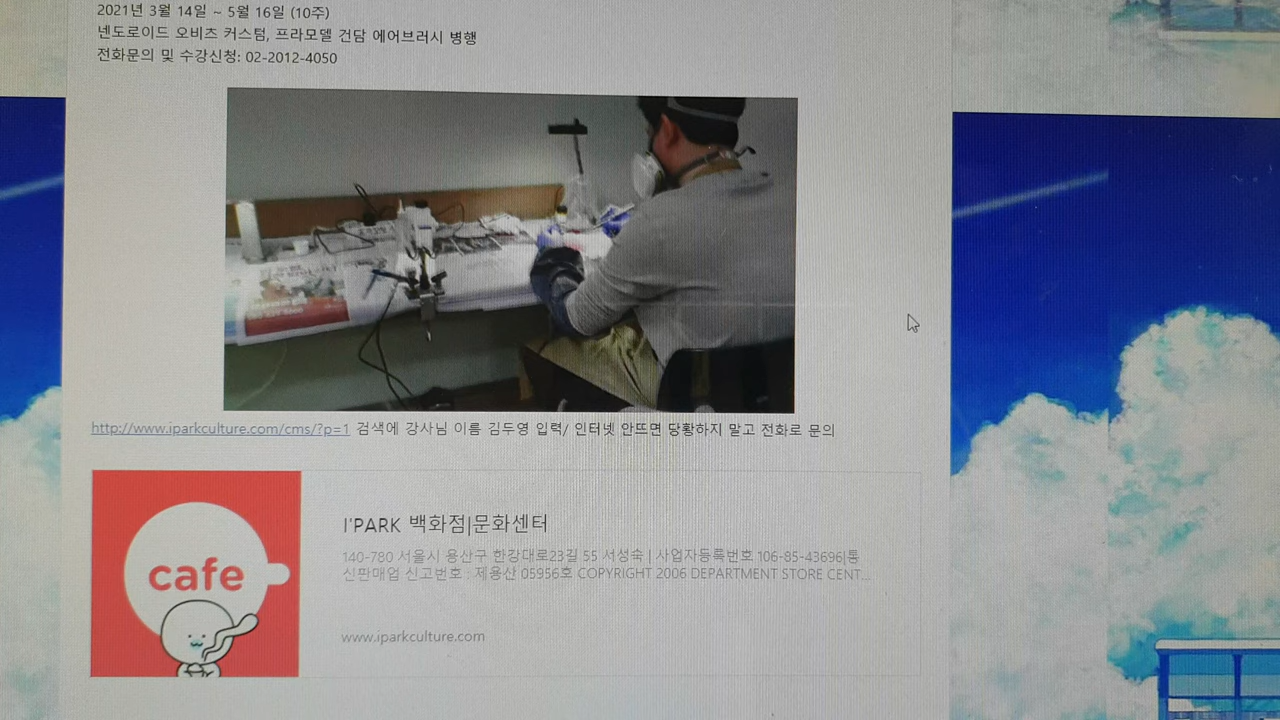 2021년 3월 14일 ~ 5월 16일 (10주)
넨도로이드 오비츠 커스텀, 프라모델 건담 에어브러시 병행
전화문의 및 수강신청: 02-2012-4050
http://www.iparkculture.com/cms/?p=1 검색에 강사님 이름 김두영 입력/ 인터넷 안뜨면 당황하지 말고 전화로 문의
cafe
I'PARK 백화점|문화센터
140-780 서울시 용산구 한강대로23길 55 서성숙 | 사업자등록번호 106-85-43696|통
신판매업 신고번호 : 제용산 05956호 COPYRIGHT 2006 DEPARTMENT STORE CENT...
www.iparkculture.com